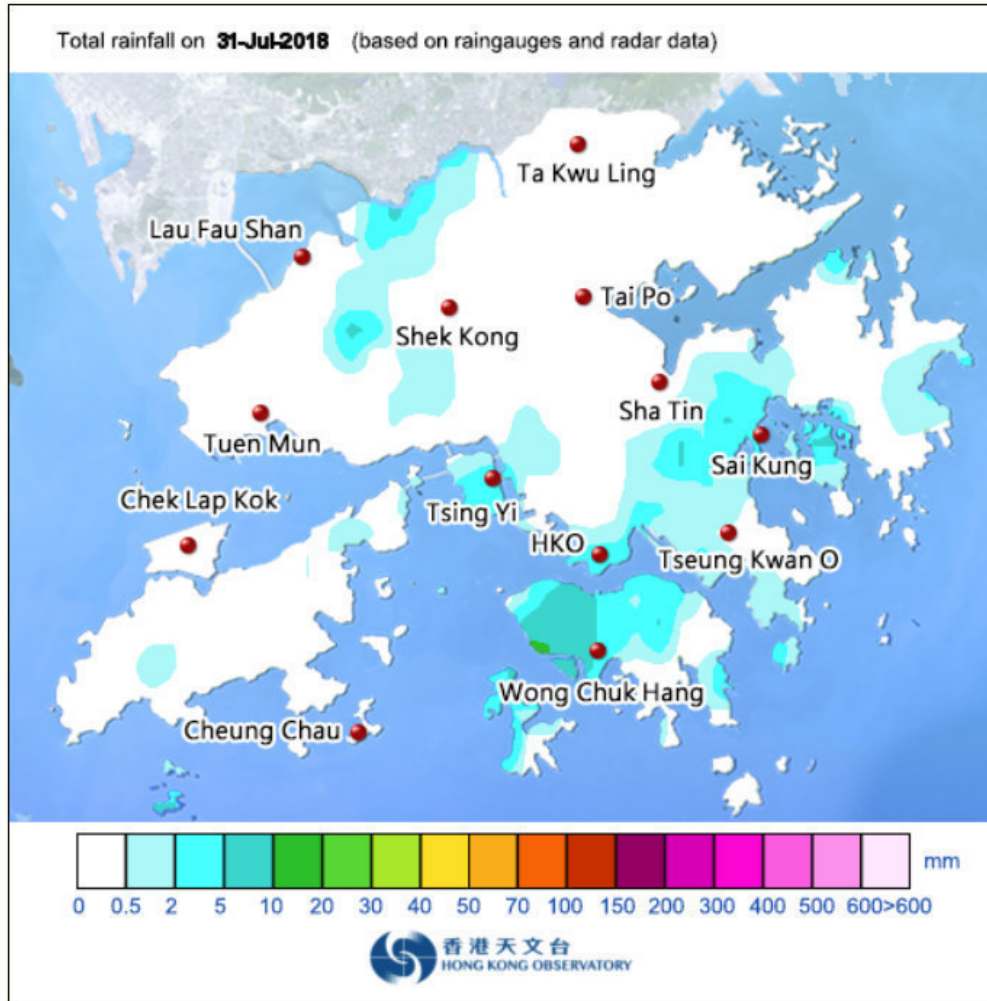 Total rainfall on 31-Jul-2018 (based on raingauges and radar data)
Ta Kwu Ling
Lau Fau Shan
Tai Po
Shek Kong
Sha Tin
Tuen Mun
Sai Kung
Chek Lap Kok
Tsing Yi
HKO
Tseung Kwan O
Wong Chuk Hang
Cheung Chau
mm
0 0.5 2 5 10 20 30 40 50 70 100 150 200 300 400 500 600>600
香港天文台
HONG KONG OBSERVATORY